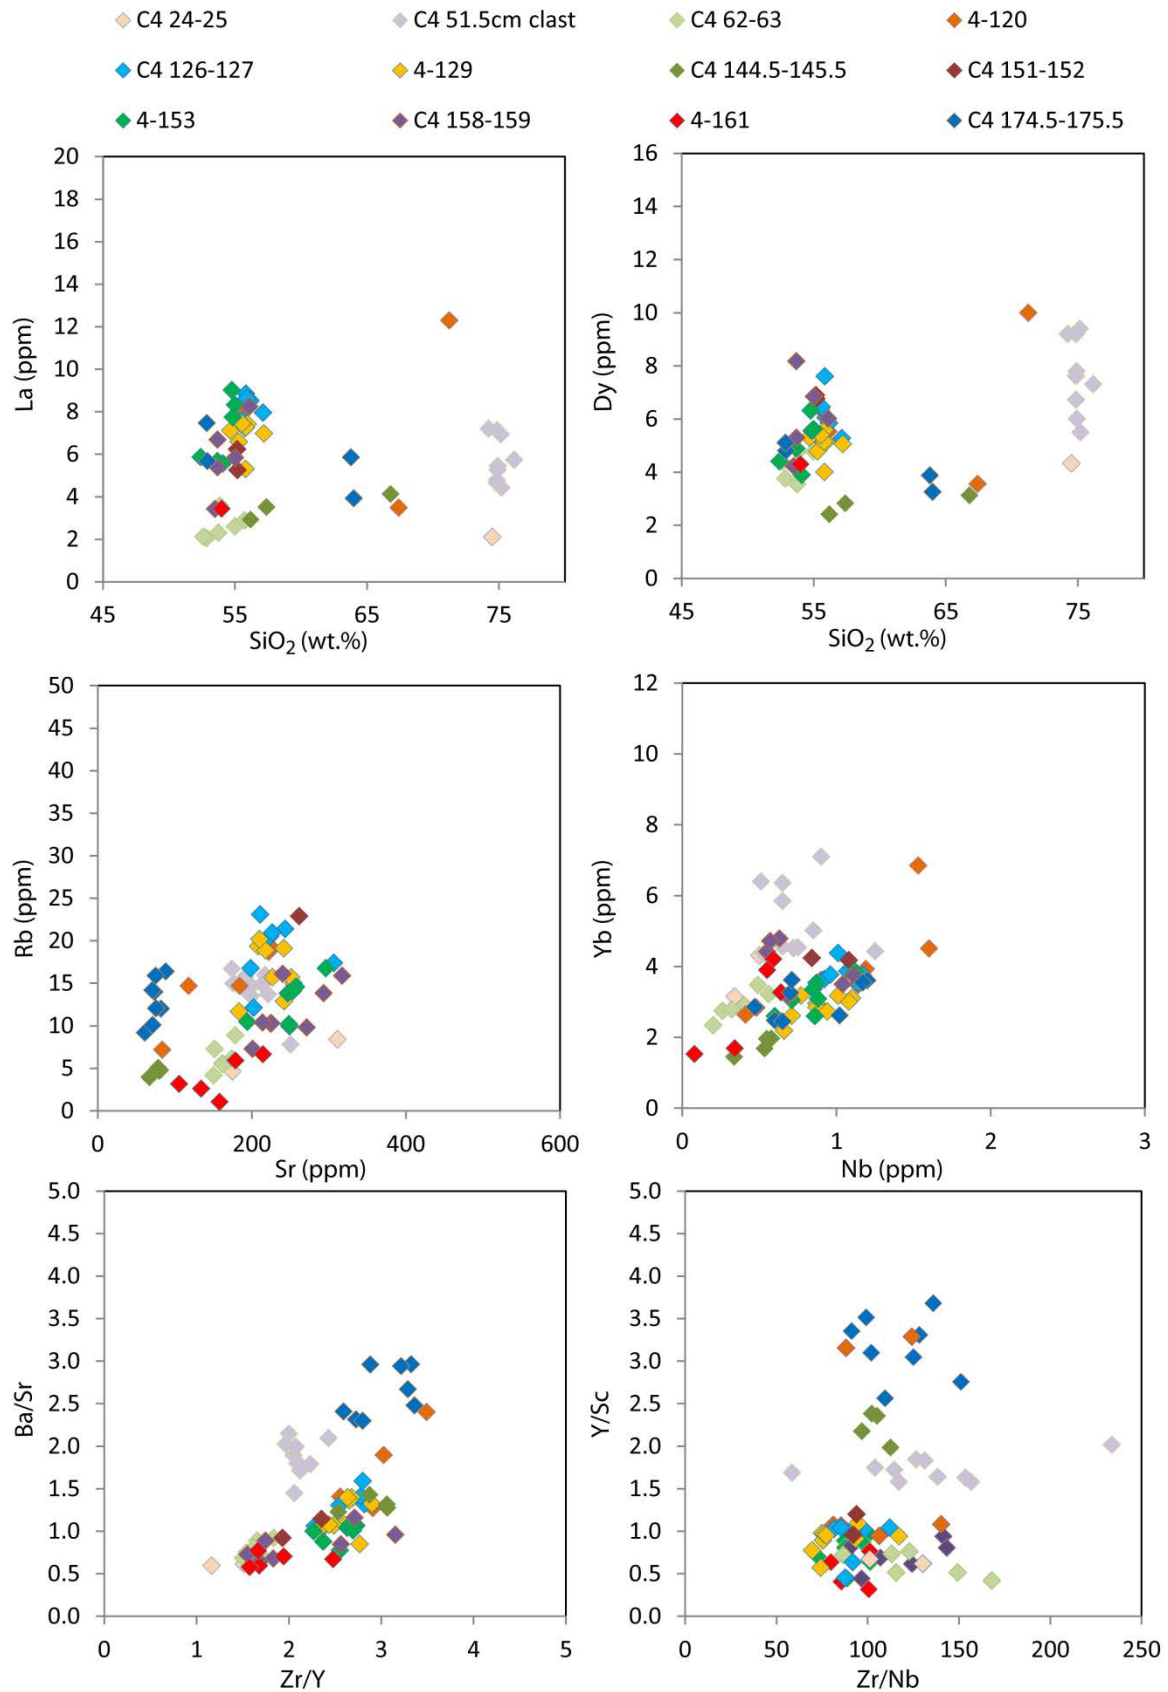 C4 24-25 C4 51.5cm clast C4 62-63 4-120
C4 126-127 4-129 C4 144.5-145.5 C4 151-152
4-153 C4 158-159 4-161 C4 174.5-175.5
20
18
16
14
12
10
8
6
4
2
0
La (ppm)
45 55 65 75
SiO2 (wt.%)
16
14
12
10
8
6
4
2
0
Dy (ppm)
45 55 65 75
SiO2 (wt.%)
50
45
40
35
30
25
20
15
10
5
0
Rb (ppm)
0 200 400 600
Sr (ppm)
12
10
8
6
4
2
0
Yb (ppm)
0 1 2 3
Nb (ppm)
5.0
4.5
4.0
3.5
3.0
2.5
2.0
1.5
1.0
0.5
0.0
Ba/Sr
0 1 2 3 4 5
Zr/Y
5.0
4.5
4.0
3.5
3.0
2.5
2.0
1.5
1.0
0.5
0.0
Y/Sc
0 50 100 150 200 250
Zr/Nb